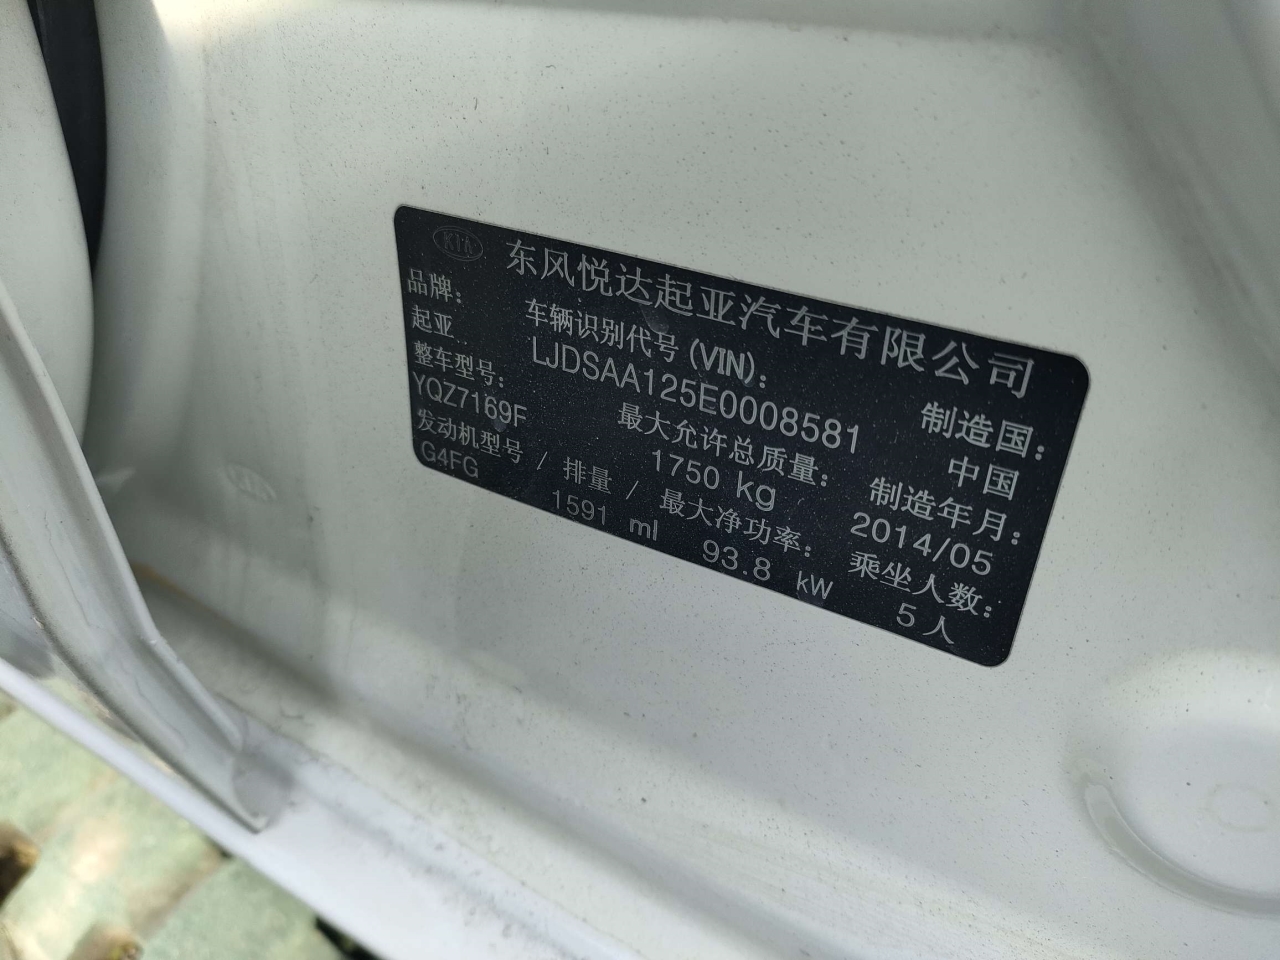 KIA 东风悦达起亚汽车有限公司
品牌： 车辆识别代号 (VIN)： 制造国：
起亚 LJDSAA125E0008581 中国
整车型号： 最大允许总质量： 制造年月：
YQZ7169F 1750 kg 2014/05
发动机型号 / 排量 / 最大净功率： 乘坐人数：
G4FG 1591 ml 93.8 kW 5 人